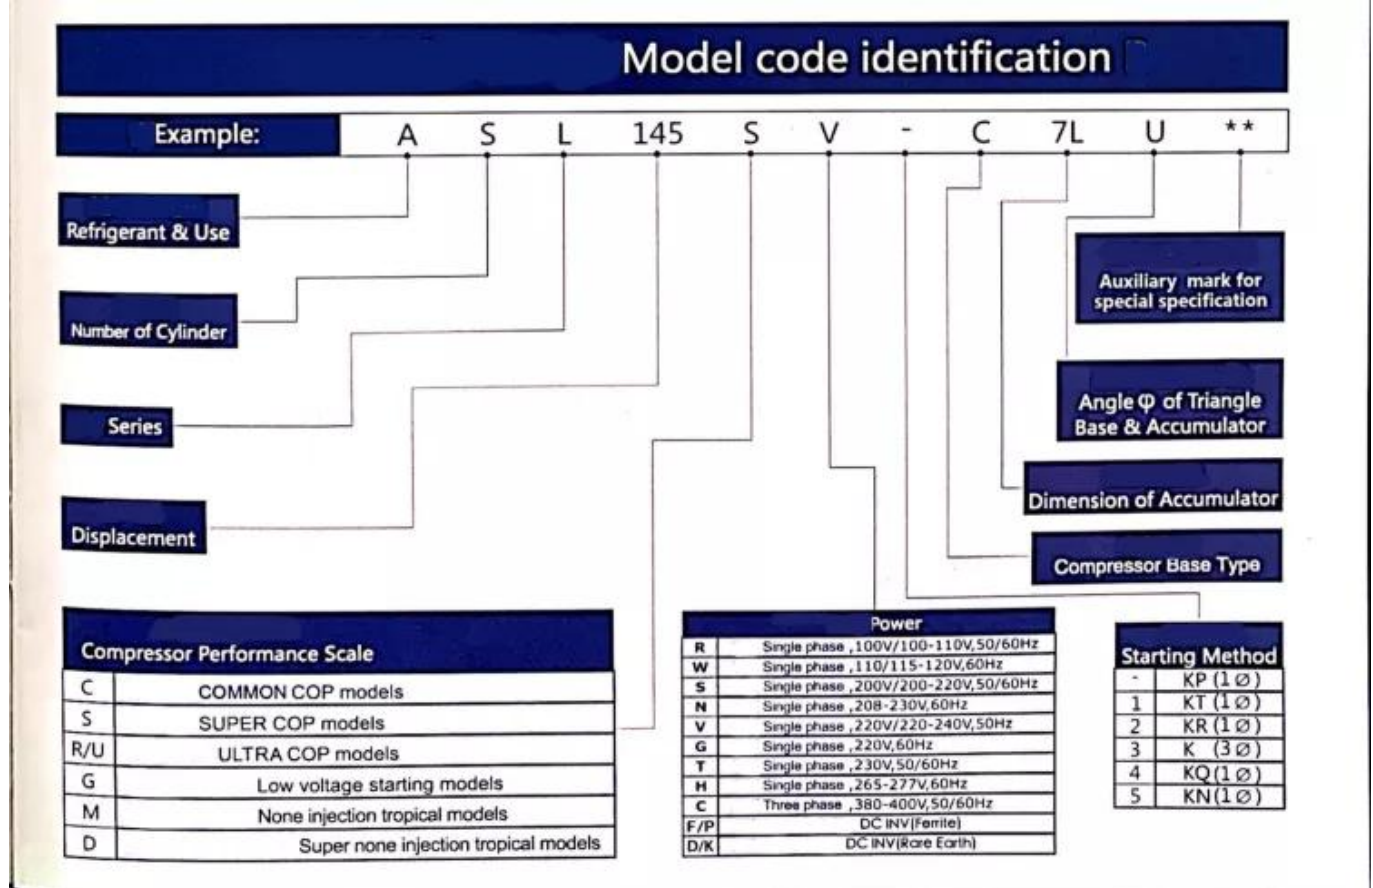 Model code identification
Example: A S L 145 S V - C 7L U **
Refrigerant & Use
Number of Cylinder
Series
Displacement
Auxiliary mark for
special specification
Angle φ of Triangle
Base & Accumulator
Dimension of Accumulator
Compressor Base Type
Compressor Performance Scale
C COMMON COP models
S SUPER COP models
R/U ULTRA COP models
G Low voltage starting models
M None injection tropical models
D Super none injection tropical models
Power
R Single phase ,100V/100-110V,50/60Hz
W Single phase ,110/115-120V,60Hz
S Single phase ,200V/200-220V,50/60Hz
N Single phase ,208-230V,60Hz
V Single phase ,220V/220-240V,50Hz
G Single phase ,220V,60Hz
T Single phase ,230V,50/60Hz
H Single phase ,265-277V,60Hz
C Three phase ,380-400V,50/60Hz
F/P DC INV(Ferrite)
D/K DC INV(Rare Earth)
Starting Method
- KP (1∅)
1 KT (1∅)
2 KR (1∅)
3 K (3∅)
4 KQ(1∅)
5 KN(1∅)